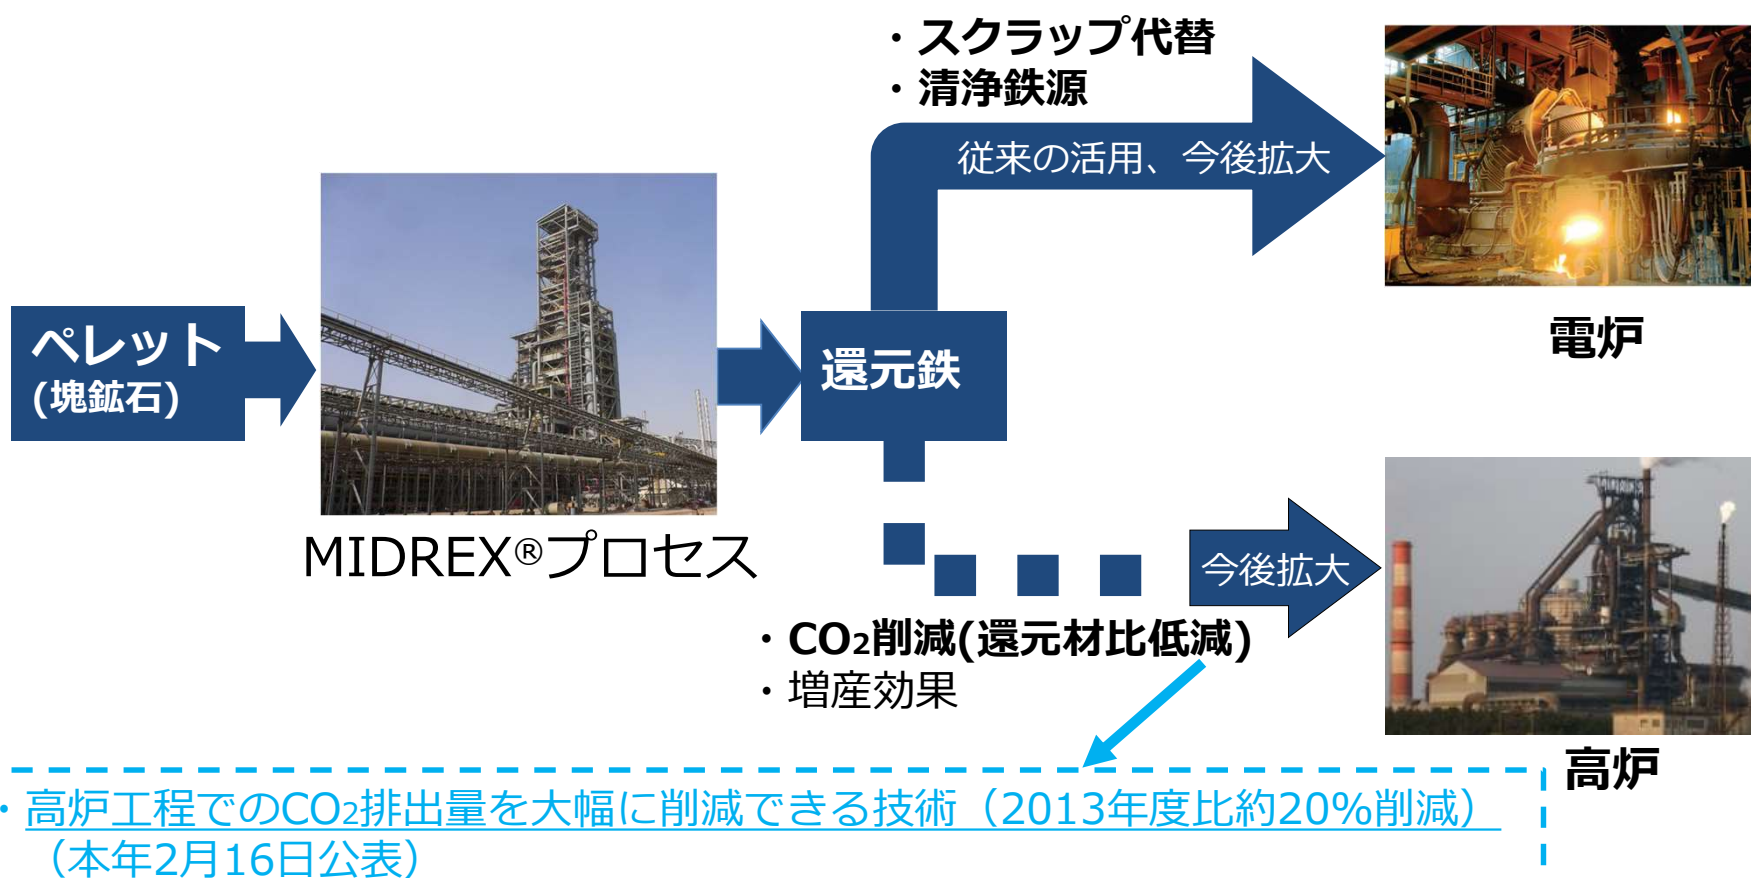 ・スクラップ代替
・清浄鉄源
従来の活用、今後拡大
電炉
ペレット
(塊鉱石)
MIDREX®プロセス
還元鉄
今後拡大
・CO2削減(還元材比低減)
・増産効果
高炉
・高炉工程でのCO2排出量を大幅に削減できる技術（2013年度比約20%削減）
（本年2月16日公表）